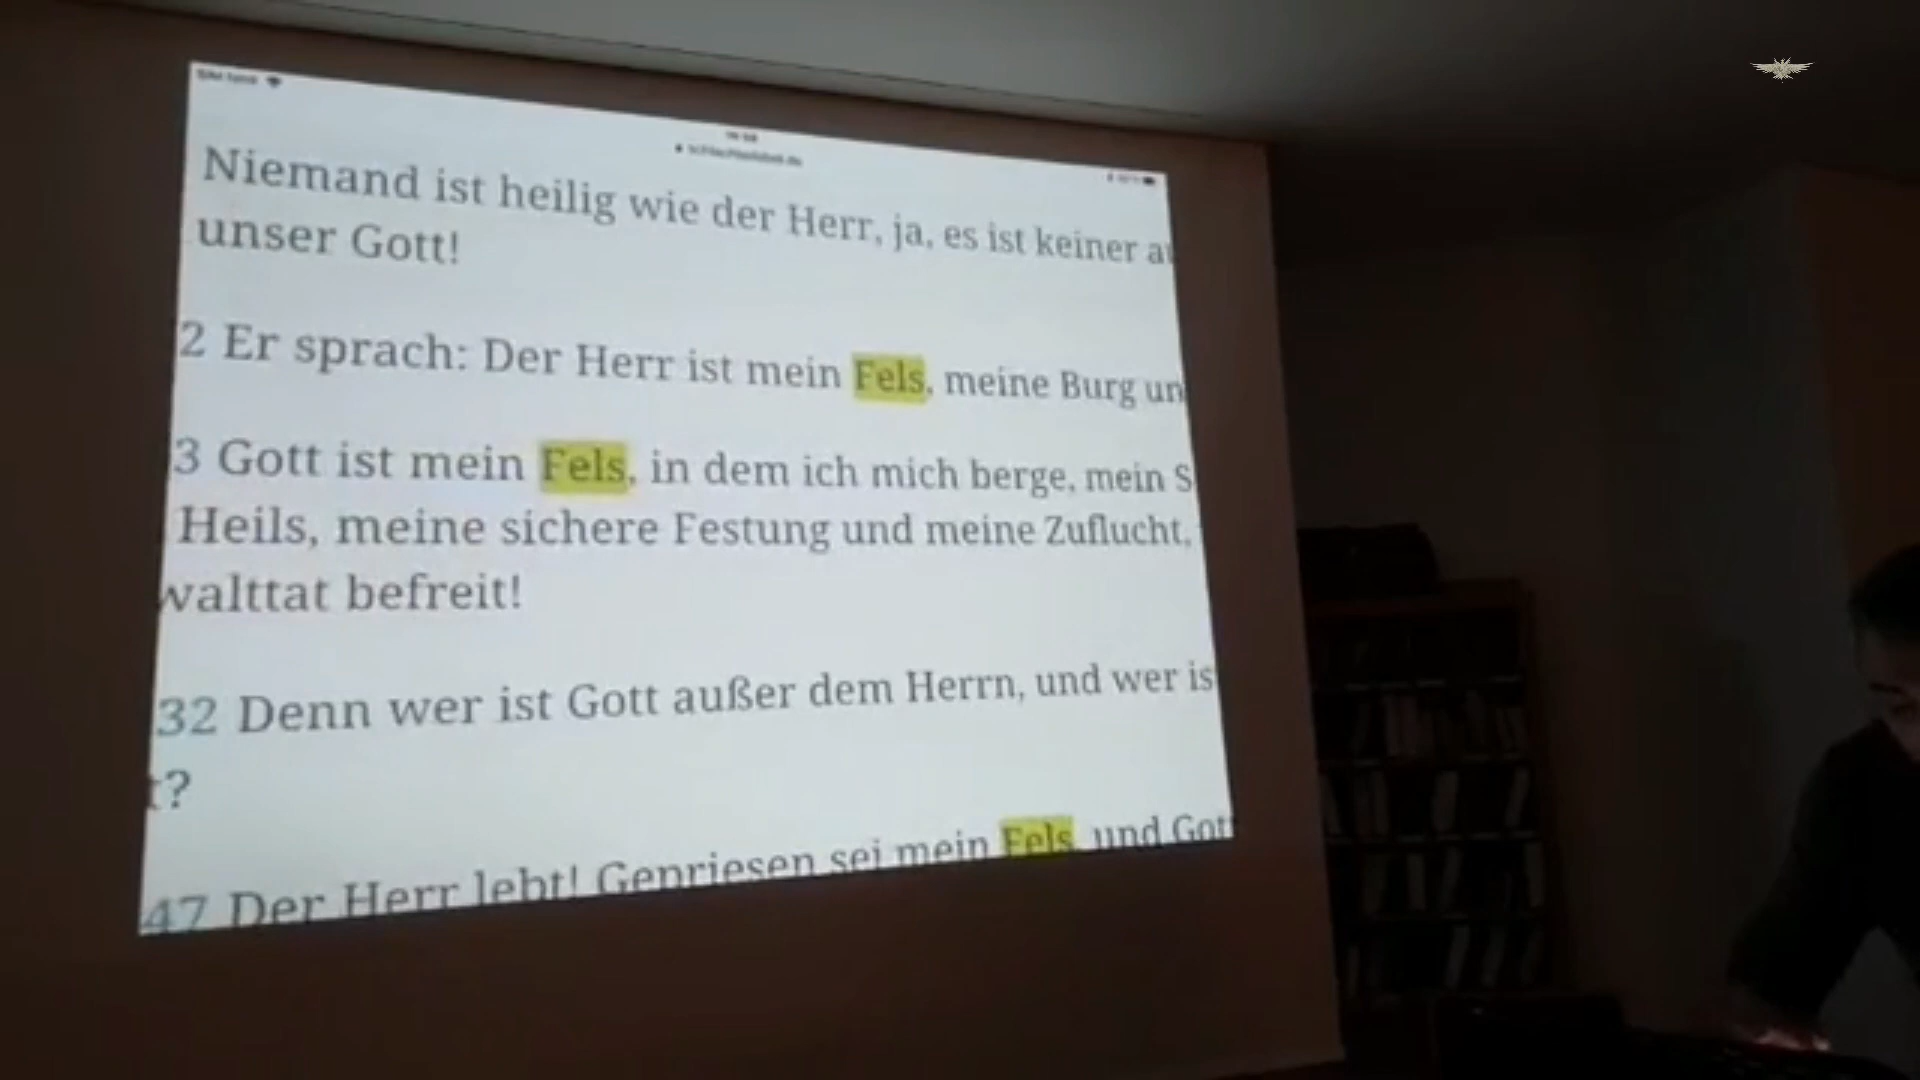 Niemand ist heilig wie der Herr, ja, es ist keiner a
unser Gott!
2 Er sprach: Der Herr ist mein Fels, meine Burg un
3 Gott ist mein Fels, in dem ich mich berge, mein S
Heils, meine sichere Festung und meine Zuflucht,
walttat befreit!
32 Denn wer ist Gott außer dem Herrn, und wer is
t?
47 Der Herr lebt! Gepriesen sei mein Fels, und Got